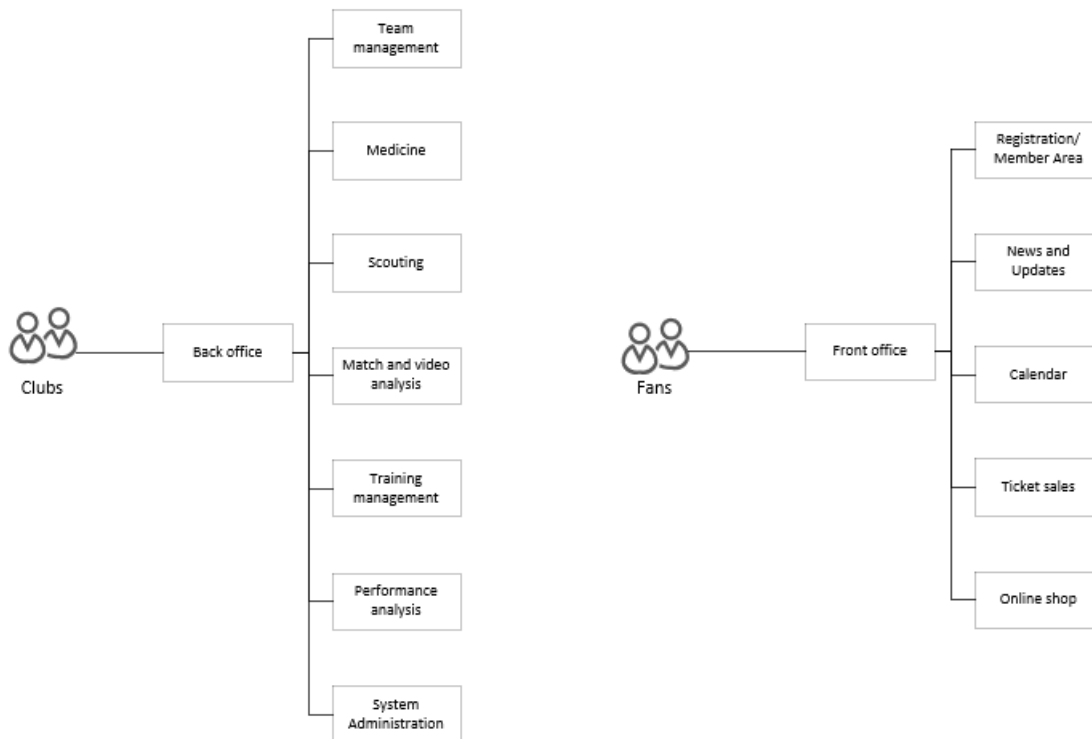 Team
management
Medicine
Scouting
Match and video
analysis
Training
management
Performance
analysis
System
Administration
Back office
Clubs
Registration/
Member Area
News and
Updates
Calendar
Ticket sales
Online shop
Front office
Fans